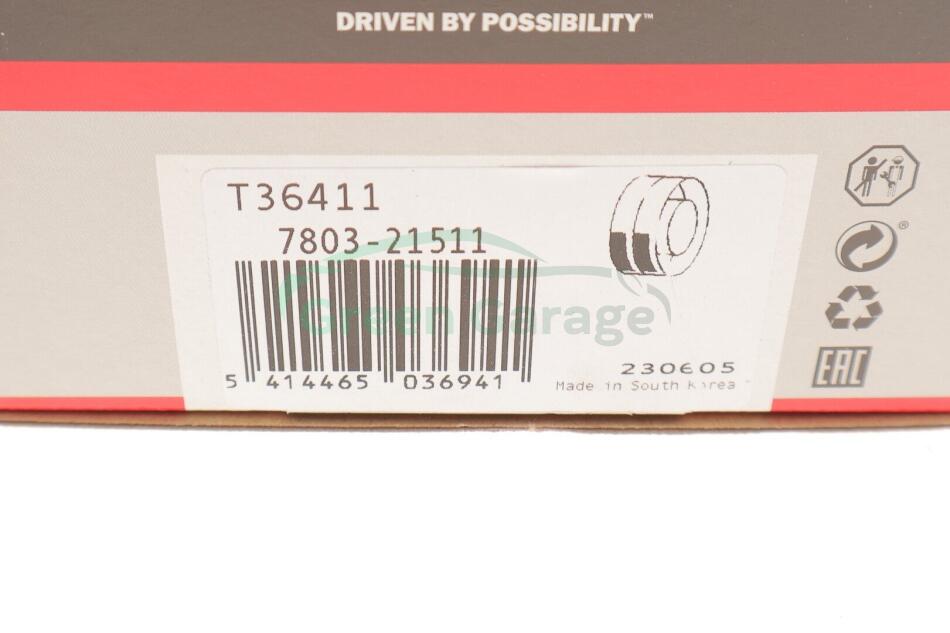 DRIVEN BY POSSIBILITY™
T36411
7803-21511
Green Garage
5 414465 036941
230605
Made in South Korea
®
EAC